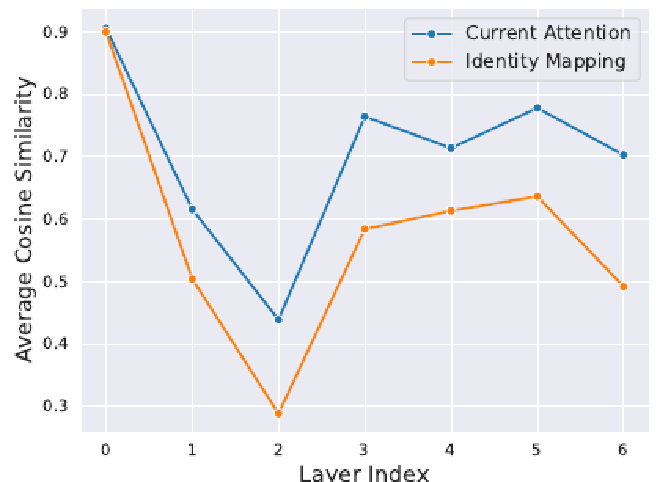 Current Attention
Identity Mapping
Average Cosine Similarity
0.9
0.8
0.7
0.6
0.5
0.4
0.3
0 1 2 3 4 5 6
Layer Index